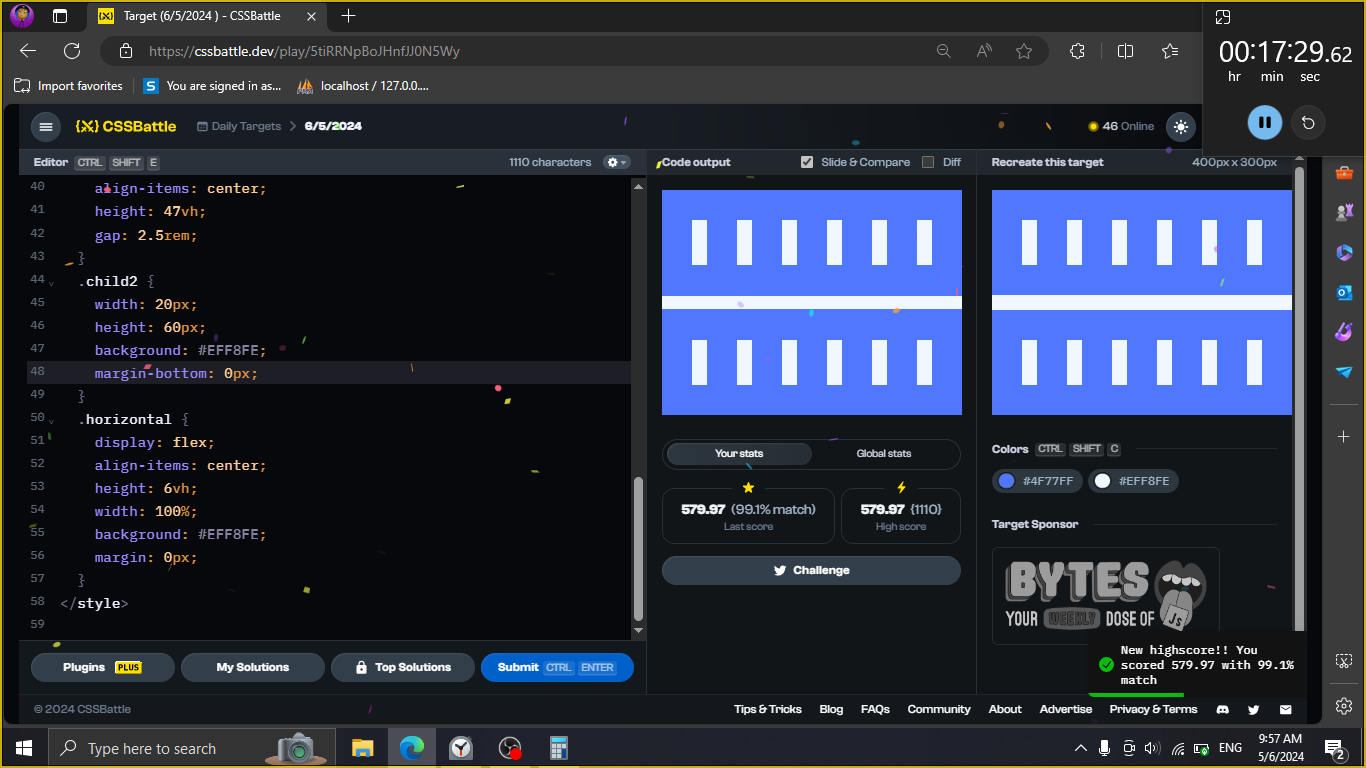 {X} Target (6/5/2024 ) - CSSBattle
https://cssbattle.dev/play/5tiRRNpBoJHnfJJ0N5Wy
Import favorites
S You are signed in as...
localhost / 127.0.0....
00:17:29.62
hr min sec
{X} CSSBattle
Daily Targets > 6/5/2024
46 Online
Editor CTRL SHIFT E
1110 characters
Code output
Slide & Compare
Diff
Recreate this target
400px x 300px
40 align-items: center;
41 height: 47vh;
42 gap: 2.5rem;
43 }
44 .child2 {
45 width: 20px;
46 height: 60px;
47 background: #EFF8FE;
48 margin-bottom: 0px;
49 }
50 .horizontal {
51 display: flex;
52 align-items: center;
53 height: 6vh;
54 width: 100%;
55 background: #EFF8FE;
56 margin: 0px;
57 }
58 </style>
59
Your stats
Global stats
579.97 (99.1% match)
Last score
579.97 {1110}
High score
Challenge
Colors CTRL SHIFT C
#4F77FF
#EFF8FE
Target Sponsor
BYTES
YOUR WEEKLY DOSE OF JS
New highscore!! You
scored 579.97 with 99.1%
match
Plugins PLUS
My Solutions
Top Solutions
Submit CTRL ENTER
© 2024 CSSBattle
Tips & Tricks Blog FAQs Community About Advertise Privacy & Terms
Type here to search
ENG
9:57 AM
5/6/2024
2